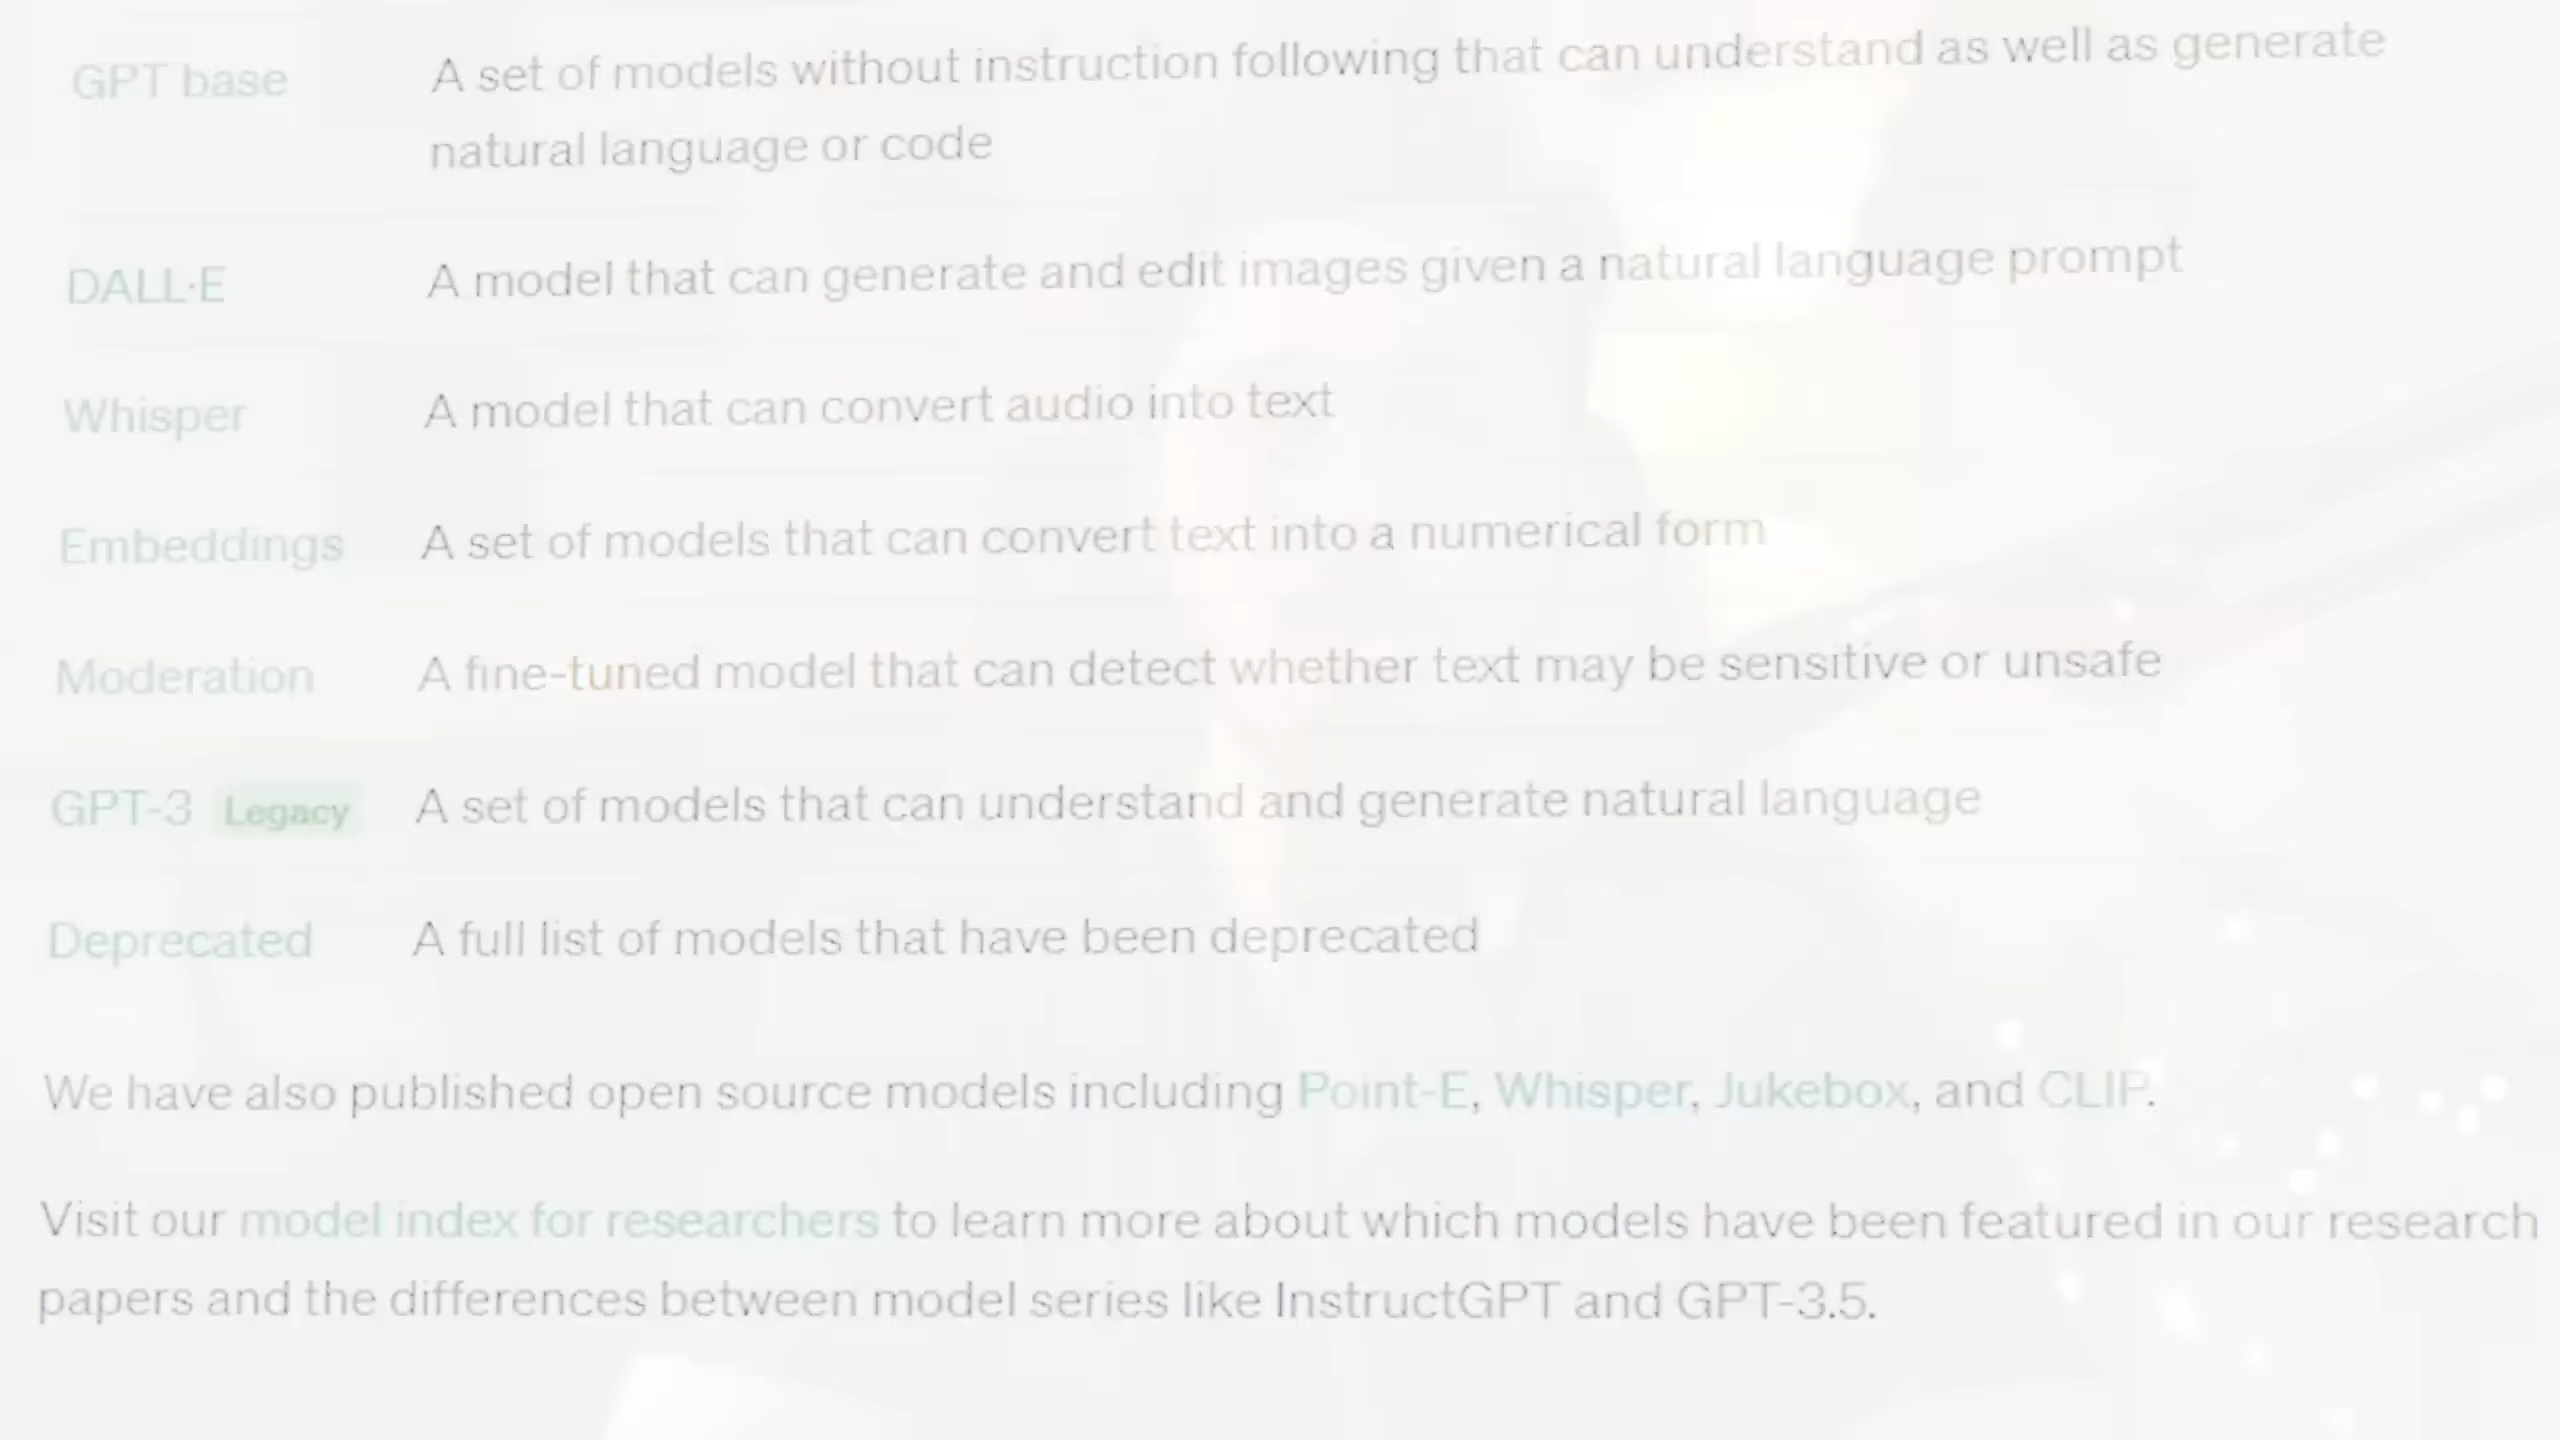 GPT base A set of models without instruction following that can understand as well as generate
natural language or code
DALL·E A model that can generate and edit images given a natural language prompt
Whisper A model that can convert audio into text
Embeddings A set of models that can convert text into a numerical form
Moderation A fine-tuned model that can detect whether text may be sensitive or unsafe
GPT-3 Legacy A set of models that can understand and generate natural language
Deprecated A full list of models that have been deprecated
We have also published open source models including Point-E, Whisper, Jukebox, and CLIP.
Visit our model index for researchers to learn more about which models have been featured in our research
papers and the differences between model series like InstructGPT and GPT-3.5.